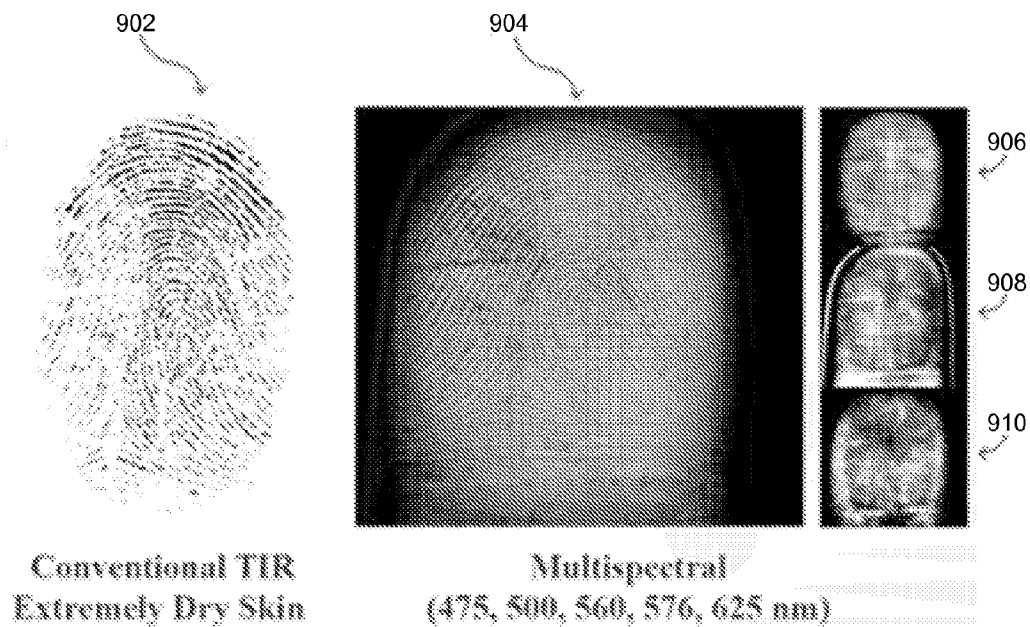 902
904
906
908
910
Conventional TIR
Extremely Dry Skin
Multispectral
(475, 500, 560, 576, 625 nm)